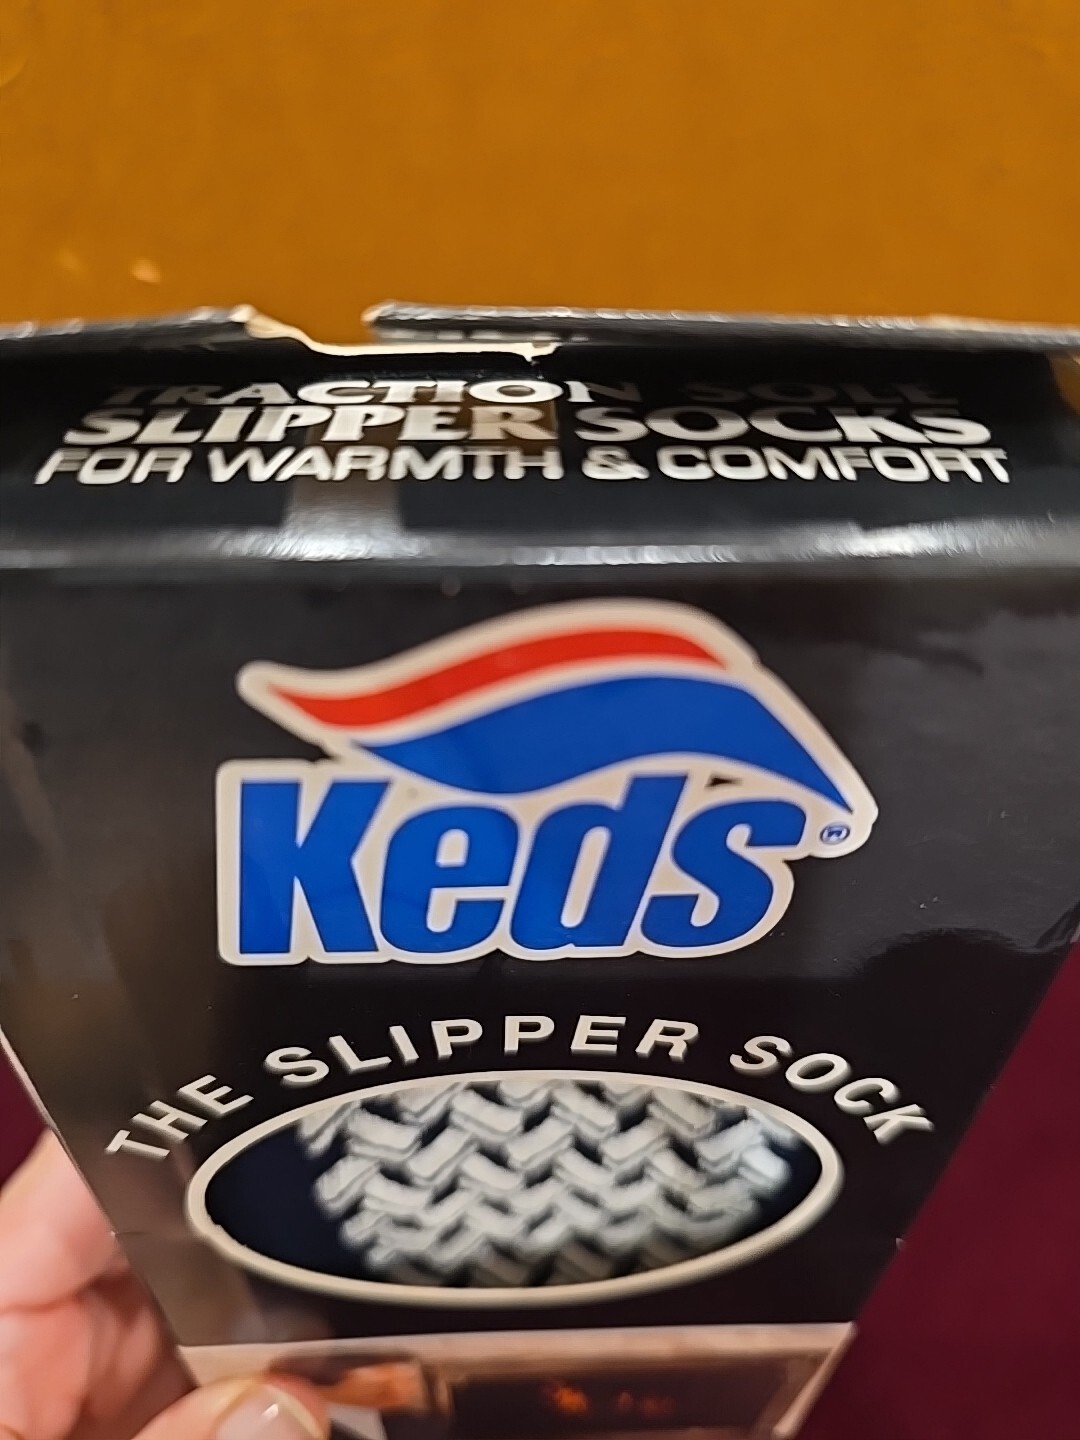 TRACTION SOLE
SLIPPER SOCKS
FOR WARMTH & COMFORT
Keds®
THE SLIPPER SOCK